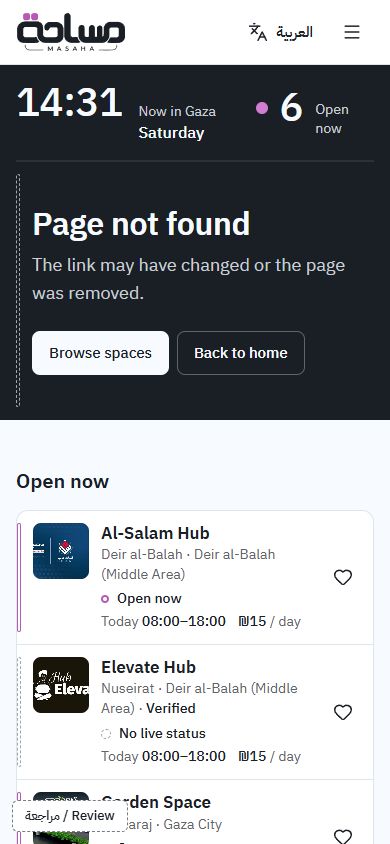 مساحة
MASAHA
العربية
14:31
Now in Gaza
Saturday
6
Open now
Page not found
The link may have changed or the page
was removed.
Browse spaces
Back to home
Open now
Al-Salam Hub
Deir al-Balah · Deir al-Balah
(Middle Area)
Open now
Today 08:00–18:00 ₪15 / day
Hub
Eleva
Elevate Hub
Nuseirat · Deir al-Balah (Middle
Area) · Verified
No live status
Today 08:00–18:00 ₪15 / day
Space
· Gaza City
مراجعة / Review